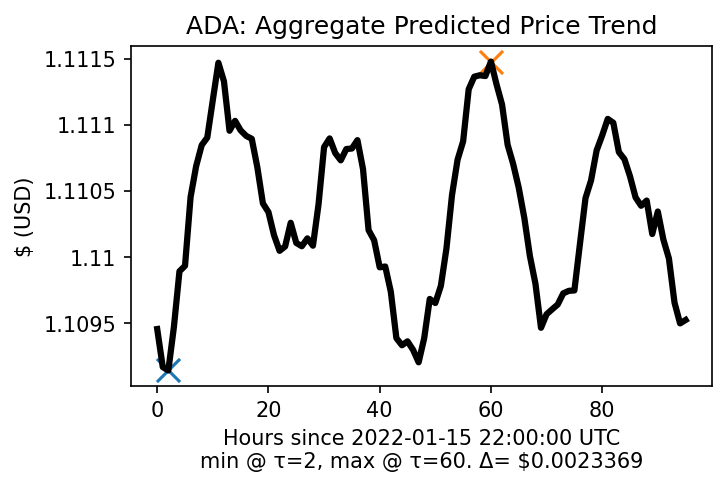 ADA: Aggregate Predicted Price Trend
1.11115
1.111
1.1105
1.11
1.1095
$ (USD)
0 20 40 60 80
Hours since 2022-01-15 22:00:00 UTC
min @ τ=2, max @ τ=60. Δ= $0.0023369